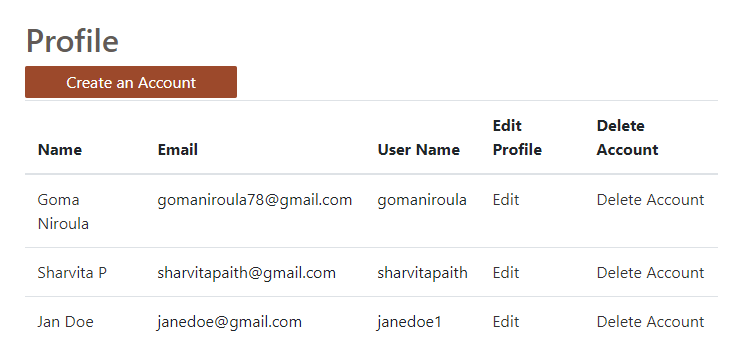 Profile
Create an Account
Name Email User Name Edit Profile Delete Account
Goma Niroula gomaniroula78@gmail.com gomaniroula Edit Delete Account
Sharvita P sharvitapaith@gmail.com sharvitapaith Edit Delete Account
Jan Doe janedoe@gmail.com janedoe1 Edit Delete Account